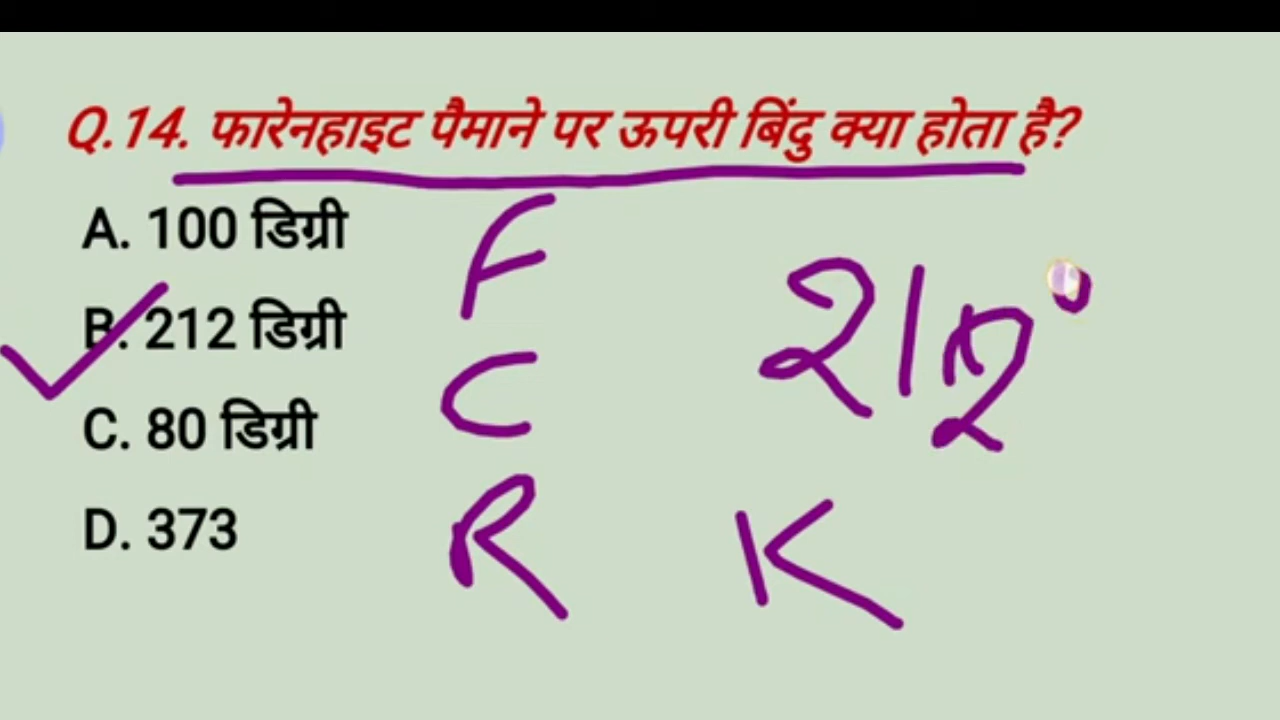 Q.14. फारेनहाइट पैमाने पर ऊपरी बिंदु क्या होता है?
A. 100 डिग्री
B. 212 डिग्री
C. 80 डिग्री
D. 373
F
C
R
212°
K